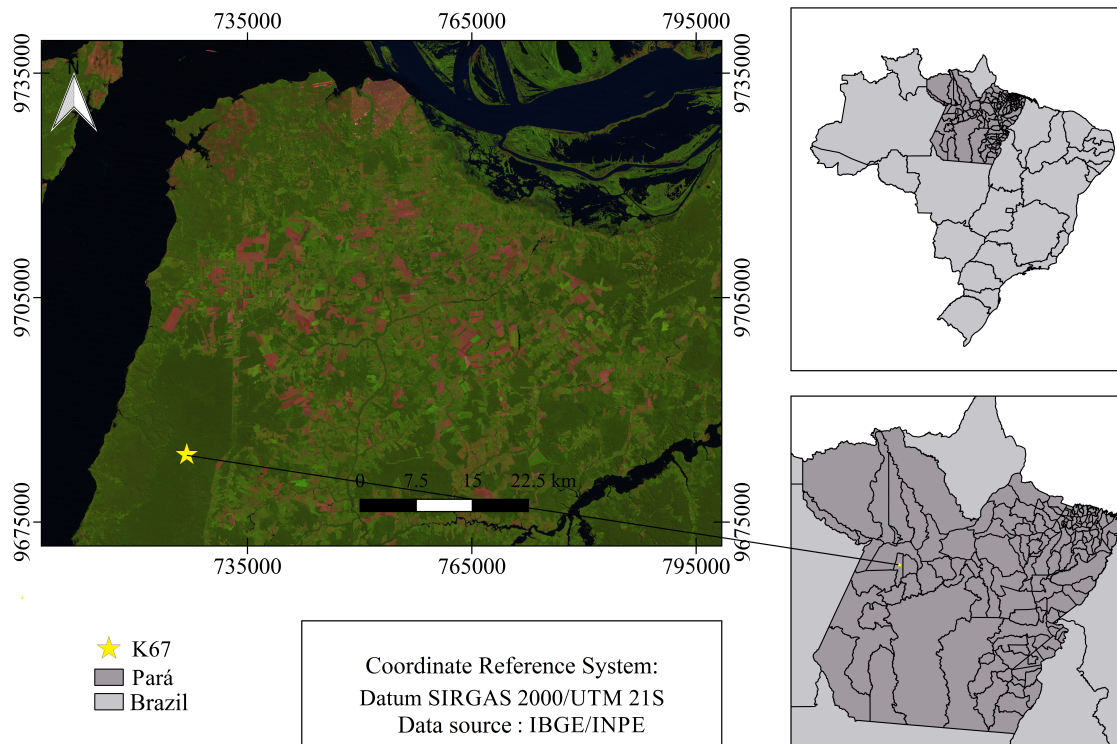 735000 765000 795000
9735000 9735000
N
9705000 9705000
0 7.5 15 22.5 km
9675000 9675000
735000 765000 795000
K67
Pará
Brazil
Coordinate Reference System:
Datum SIRGAS 2000/UTM 21S
Data source : IBGE/INPE